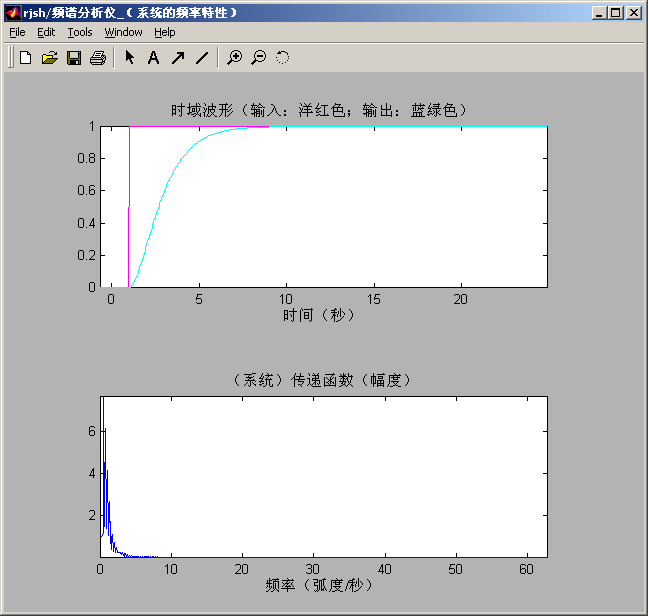 rjsh/频谱分析仪_（系统的频率特性）
File Edit Tools Window Help
A
时域波形（输入：洋红色；输出：蓝绿色）
1
0.8
0.6
0.4
0.2
0
0 5 10 15 20
时间（秒）
（系统）传递函数（幅度）
6
4
2
0 10 20 30 40 50 60
频率（弧度/秒）